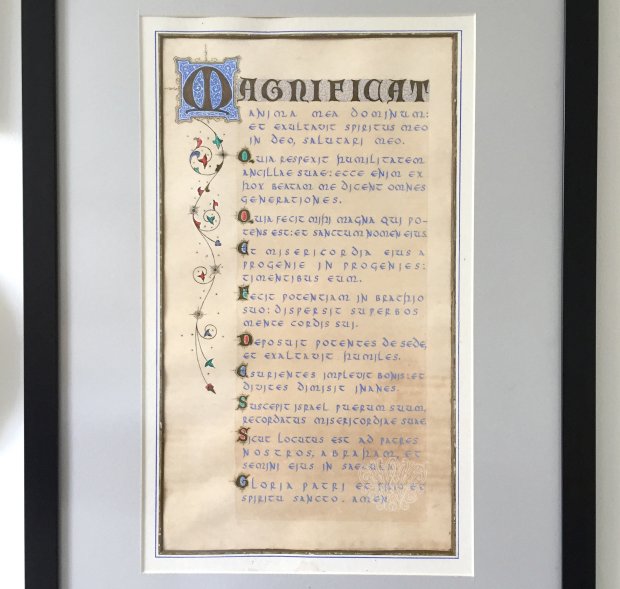 MAGNIFICAT
ANIMA MEA DOMINUM:
ET EXULTAVIT SPIRITUS MEO
IN DEO, SALUTARI MEO.
QUIA RESPEXIT HUMILITATEM
ANCILLAE SUAE: ECCE ENIM EX
HOX BEATAM ME DICENT OMNES
GENERATIONES.
QUIA FECIT MIHI MAGNA QUI PO-
TENS EST: ET SANCTUM NOMEN EIUS.
ET MISERICORDIA EIUS A
PROGENIE IN PROGENIES:
TIMENTIBUS EUM.
FECIT POTENTIAM IN BRACHIO
SUO: DISPERSIT SUPERBOS
MENTE CORDIS SUI.
DEPOSUIT POTENTES DE SEDE,
ET EXALTAVIT HUMILES.
ESURIENTES IMPLEVIT BONIS: ET
DIVITES DIMISIT INANES.
SUSCEPIT ISRAEL PUERUM SUUM,
RECORDATUS MISERICORDIAE SUAE.
SICUT LOCUTUS EST AD PATRES
NOSTROS, ABRAHAM, ET
SEMINI EIUS IN SAECULA.
GLORIA PATRI ET FILIO ET
SPIRITU SANCTO. AMEN